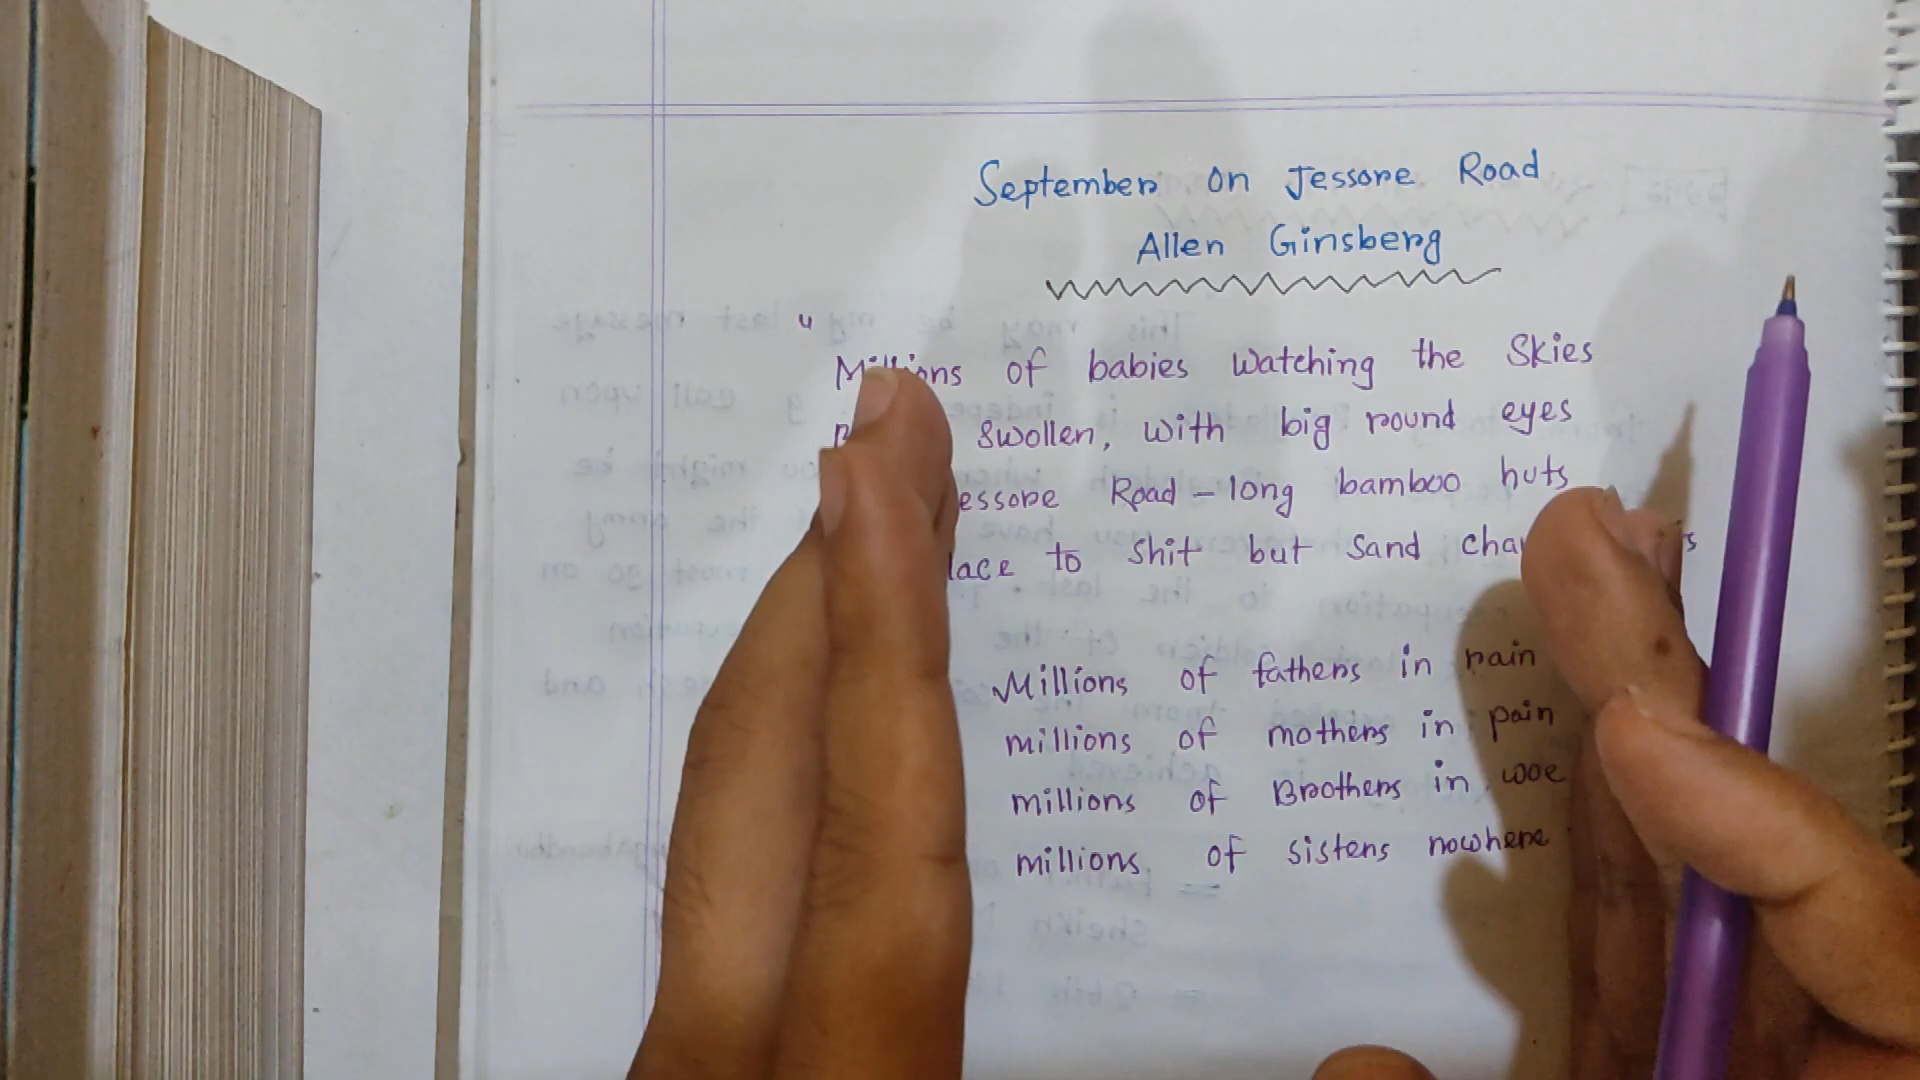 September on Jessore Road
Allen Ginsberg
"
Millions of babies watching the Skies
swollen, with big round eyes
essore Road - long bamboo huts
lace to shit but sand cha
Millions of fathers in rain
millions of mothers in pain
millions of Brothers in woe
millions of sisters nowhere